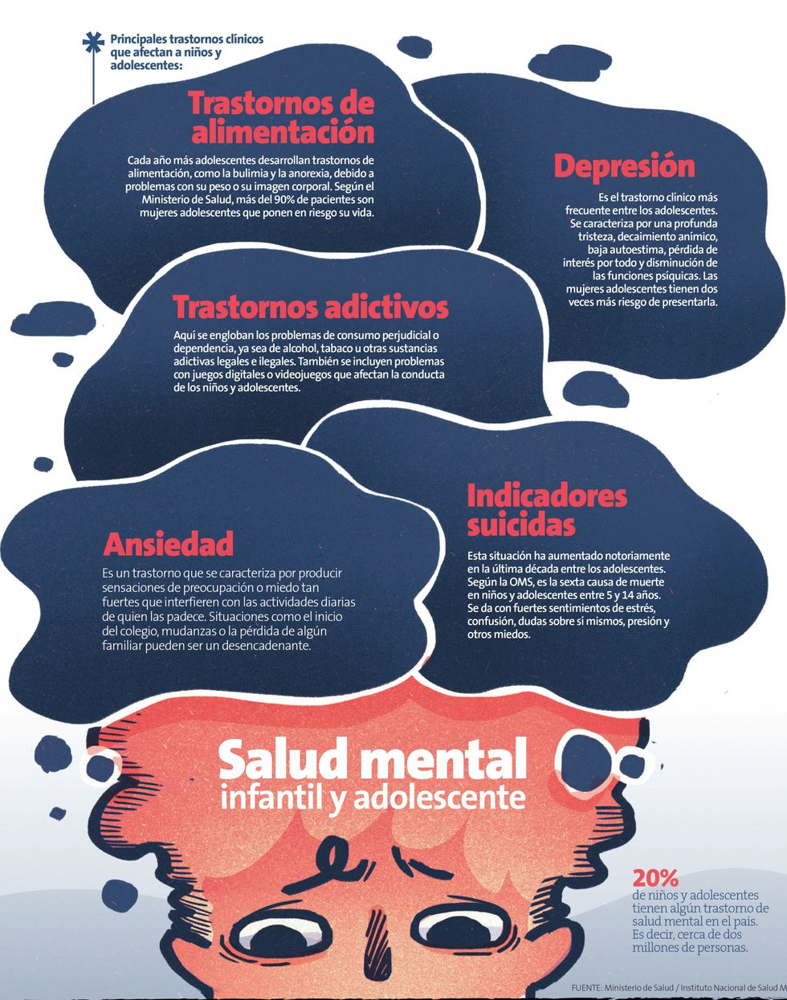 Principales trastornos clínicos
que afectan a niños y
adolescentes:
Trastornos de
alimentación
Cada año más adolescentes desarrollan trastornos de
alimentación, como la bulimia y la anorexia, debido a
problemas con su peso o su imagen corporal. Según el
Ministerio de Salud, más del 90% de pacientes son
mujeres adolescentes que ponen en riesgo su vida.
Depresión
Es el trastorno clínico más
frecuente entre los adolescentes.
Se caracteriza por una profunda
tristeza, decaimiento anímico,
baja autoestima, pérdida de
interés por todo y disminución de
las funciones psíquicas. Las
mujeres adolescentes tienen dos
veces más riesgo de presentarla.
Trastornos adictivos
Aquí se engloban los problemas de consumo perjudicial o
dependencia, ya sea de alcohol, tabaco u otras sustancias
adictivas legales e ilegales. También se incluyen problemas
con juegos digitales o videojuegos que afectan la conducta
de los niños y adolescentes.
Indicadores
suicidas
Esta situación ha aumentado notoriamente
en la última década entre los adolescentes.
Según la OMS, es la sexta causa de muerte
en niños y adolescentes entre 5 y 14 años.
Se da con fuertes sentimientos de estrés,
confusión, dudas sobre sí mismos, presión y
otros miedos.
Ansiedad
Es un trastorno que se caracteriza por producir
sensaciones de preocupación o miedo tan
fuertes que interfieren con las actividades diarias
de quien las padece. Situaciones como el inicio
del colegio, mudanzas o la pérdida de algún
familiar pueden ser un desencadenante.
Salud mental
infantil y adolescente
20%
de niños y adolescentes
tienen algún trastorno de
salud mental en el país.
Es decir, cerca de dos
millones de personas.
FUENTE: Ministerio de Salud / Instituto Nacional de Salud M